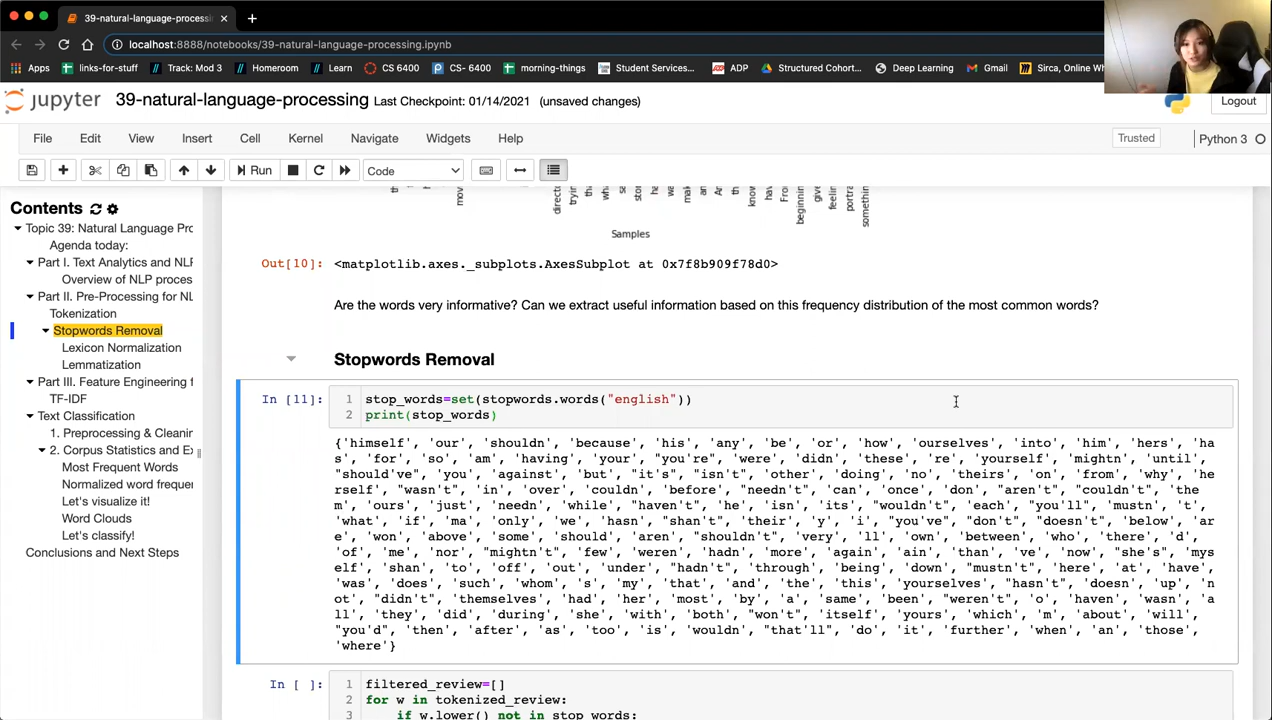 39-natural-language-processin
localhost:8888/notebooks/39-natural-language-processing.ipynb
Apps links-for-stuff Track: Mod 3 Homeroom Learn CS 6400 CS- 6400 morning-things Student Services... ADP Structured Cohort... Deep Learning Gmail Sirca, Online Wh
jupyter 39-natural-language-processing Last Checkpoint: 01/14/2021 (unsaved changes) Logout
File Edit View Insert Cell Kernel Navigate Widgets Help Trusted Python 3
Run Code
Contents
Topic 39: Natural Language Prc
Agenda today:
Part I. Text Analytics and NLF
Overview of NLP proces
Part II. Pre-Processing for NL
Tokenization
Stopwords Removal
Lexicon Normalization
Lemmatization
Part III. Feature Engineering f
TF-IDF
Text Classification
1. Preprocessing & Cleanin
2. Corpus Statistics and Ex
Most Frequent Words
Normalized word frequen
Let's visualize it!
Word Clouds
Let's classify!
Conclusions and Next Steps
mov
director
trying
know
From
beginning
feeling
something
Samples
Out[10]: <matplotlib.axes._subplots.AxesSubplot at 0x7f8b909f78d0>
Are the words very informative? Can we extract useful information based on this frequency distribution of the most common words?
Stopwords Removal
In [11]: 1 stop_words=set(stopwords.words("english"))
2 print(stop_words)
{'himself', 'our', 'shouldn', 'because', 'his', 'any', 'be', 'or', 'how', 'ourselves', 'into', 'him', 'hers', 'ha
s', 'for', 'so', 'am', 'having', 'your', "you're", 'were', 'didn', 'these', 're', 'yourself', 'mightn', 'until',
"should've", 'you', 'against', 'but', "it's", "isn't", 'other', 'doing', 'no', 'theirs', 'on', 'from', 'why', 'he
rself', "wasn't", 'in', 'over', 'couldn', 'before', "needn't", 'can', 'once', 'don', "aren't", "couldn't", 'the
m', 'ours', 'just', 'needn', 'while', "haven't", 'he', 'isn', 'its', "wouldn't", 'each', "you'll", 'mustn', 't',
'what', 'if', 'ma', 'only', 'we', 'hasn', "shan't", 'their', 'y', 'i', "you've", "don't", "doesn't", 'below', 'ar
e', 'won', 'above', 'some', 'should', 'aren', "shouldn't", 'very', 'll', 'own', 'between', 'who', 'there', 'd',
'of', 'me', 'nor', "mightn't", 'few', 'weren', 'hadn', 'more', 'again', 'ain', 'than', 've', 'now', "she's", 'mys
elf', 'shan', 'to', 'off', 'out', 'under', "hadn't", 'through', 'being', 'down', "mustn't", 'here', 'at', 'have',
'was', 'does', 'such', 'whom', 's', 'my', 'that', 'and', 'the', 'this', 'yourselves', "hasn't", 'doesn', 'up', 'n
ot', "didn't", 'themselves', 'had', 'her', 'most', 'by', 'a', 'same', 'been', "weren't", 'o', 'haven', 'wasn', 'a
ll', 'they', 'did', 'during', 'she', 'with', 'both', "won't", 'itself', 'yours', 'which', 'm', 'about', 'will',
"you'd", 'then', 'after', 'as', 'too', 'is', 'wouldn', "that'll", 'do', 'it', 'further', 'when', 'an', 'those',
'where'}
In [ ]: 1 filtered_review=[]
2 for w in tokenized_review:
3 if w.lower() not in stop_words: